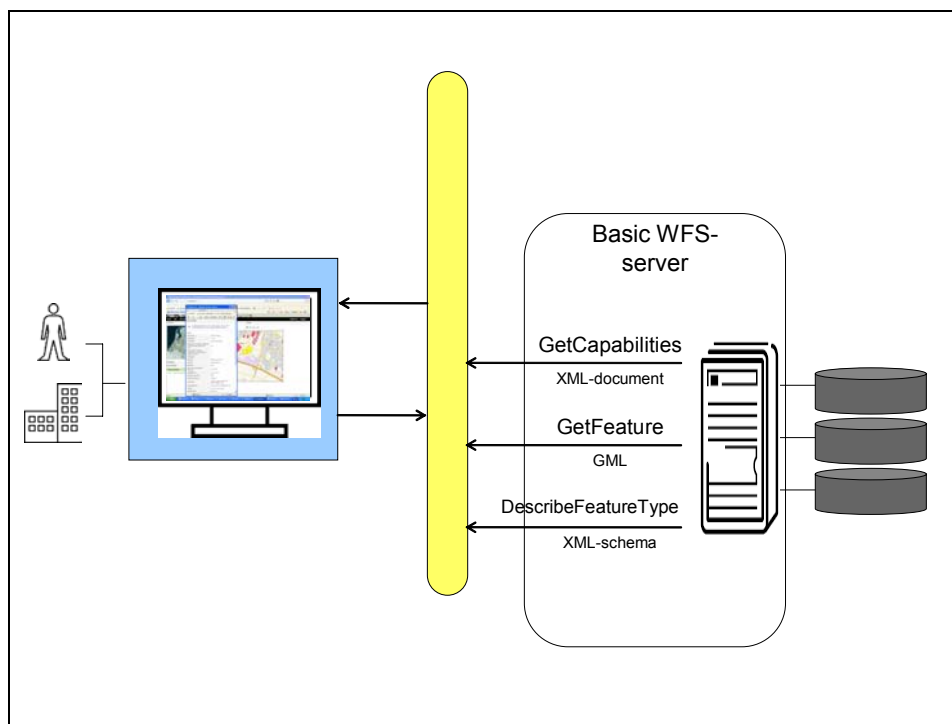 Basic WFS-
server
GetCapabilities
XML-document
GetFeature
GML
DescribeFeatureType
XML-schema